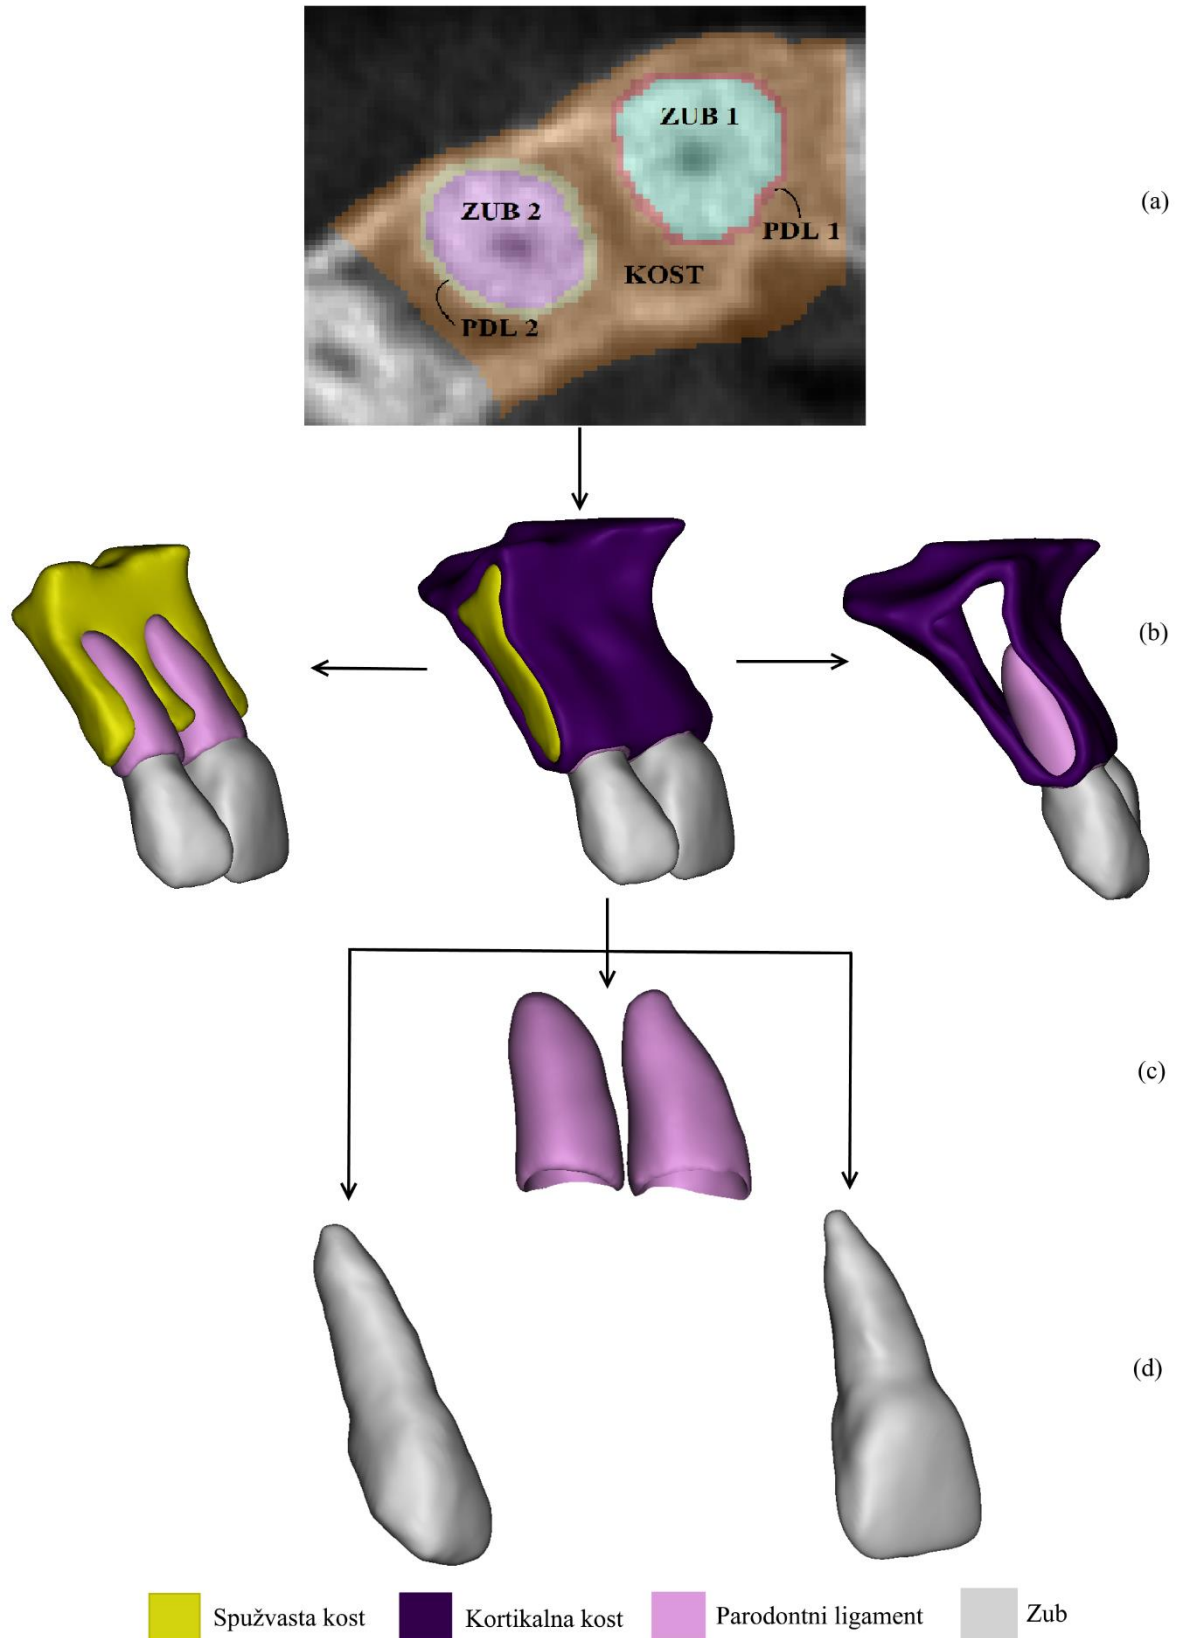 ZUB 1
(a)
ZUB 2
PDL 1
KOST
PDL 2
(b)
(c)
(d)
Spužvasta kost
Kortikalna kost
Parodontni ligament
Zub